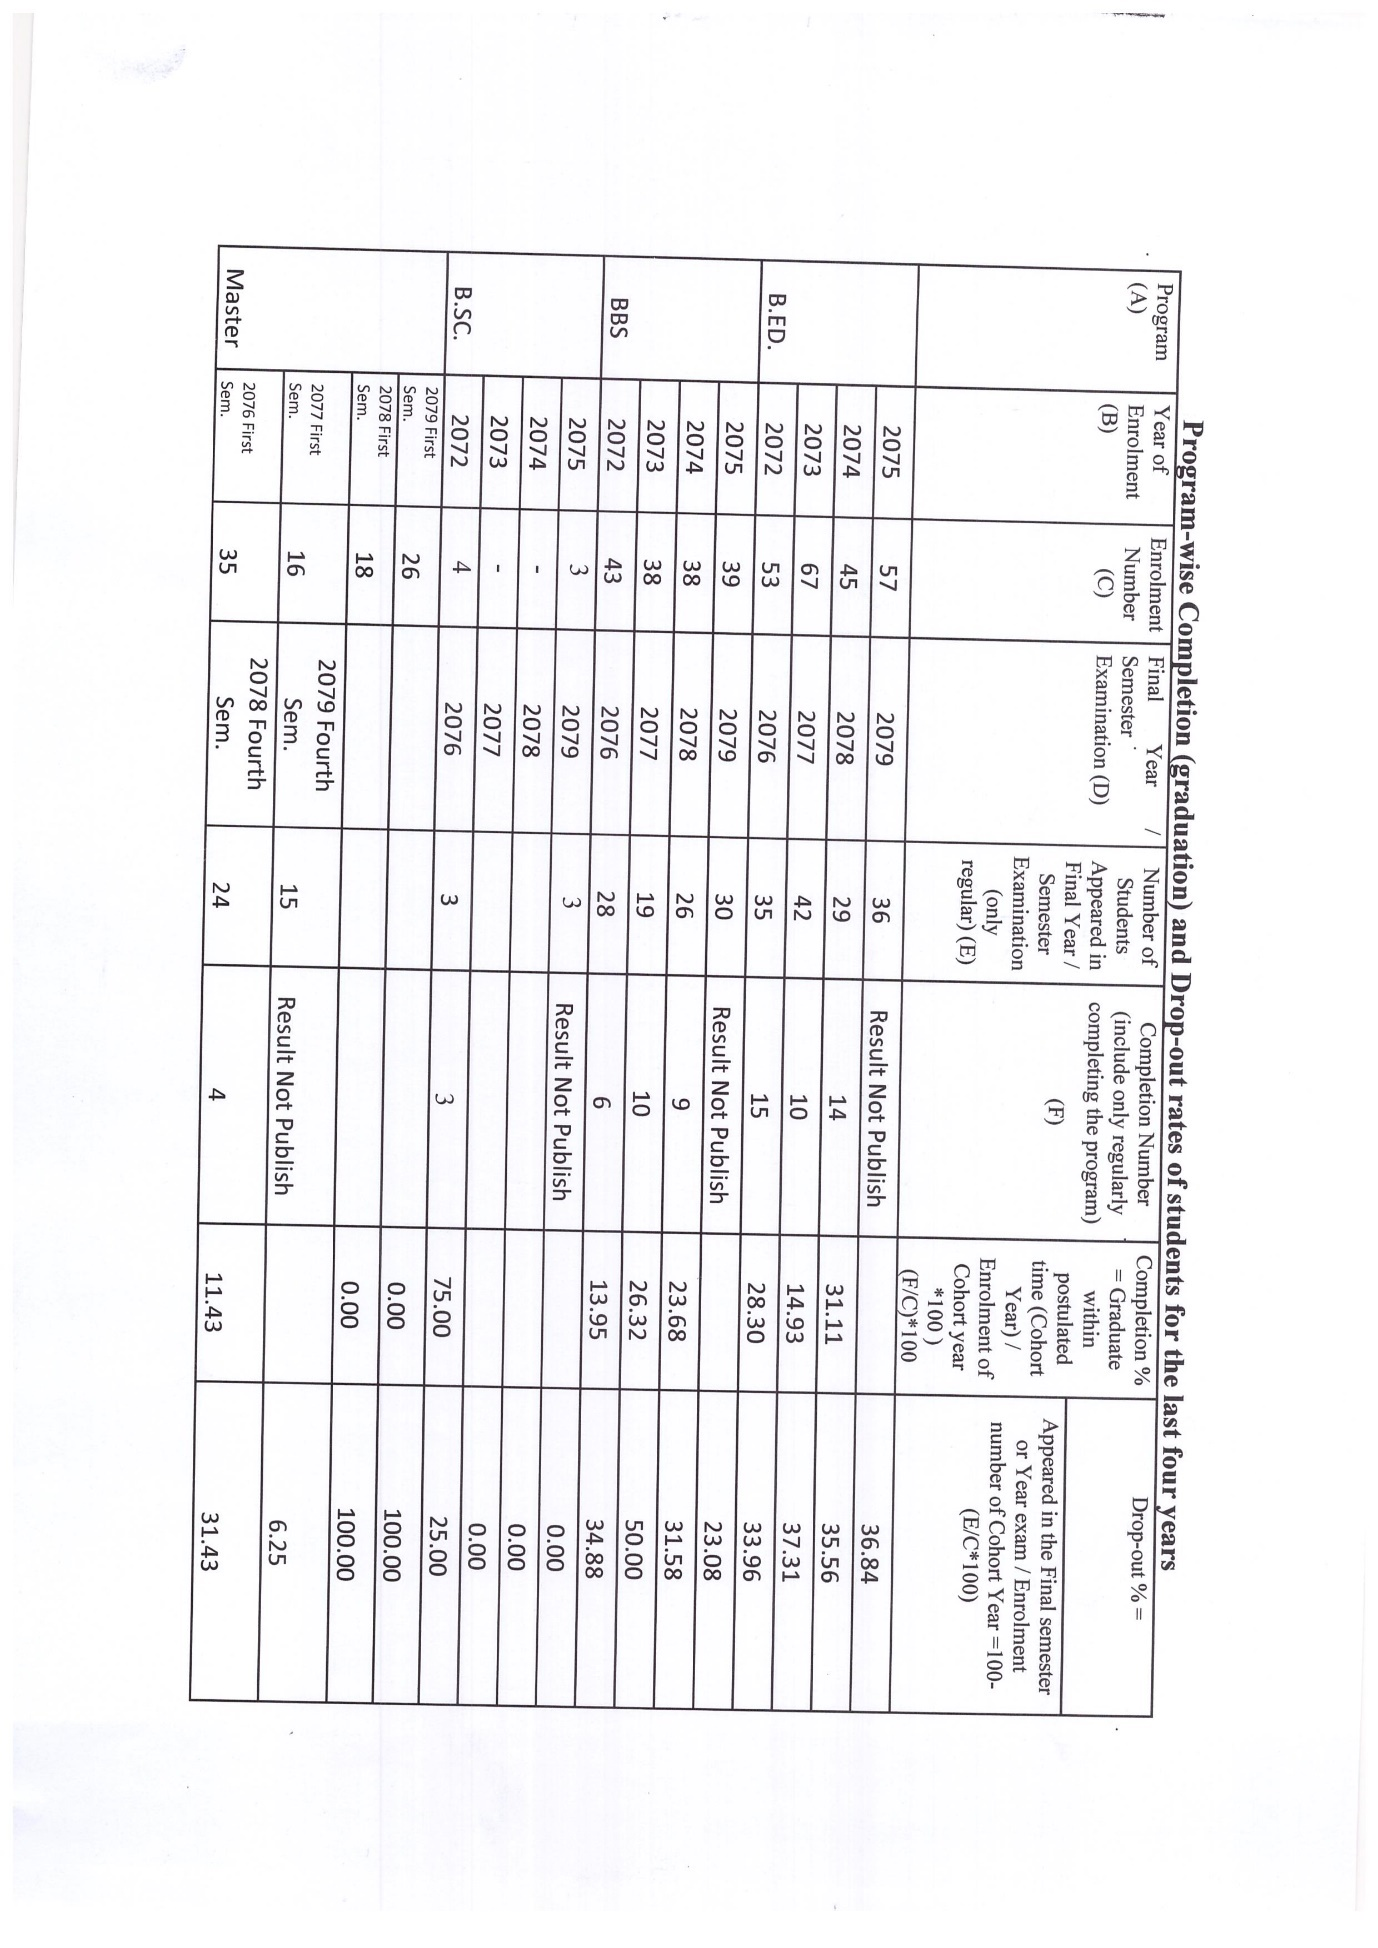 Program-wise Completion (graduation) and Drop-out rates of students for the last four years
Program (A) | Year of Enrolment (B) | Enrolment Number (C) | Final Year / Semester Examination (D) | Number of Students Appeared in Final Year / Semester Examination (only regular) (E) | Completion Number (include only regularly completing the program) (F) | Completion % = Graduate within postulated time (Cohort Year) / Enrolment of Cohort year *100 ) (F/C)*100 | Drop-out % = Appeared in the Final semester or Year exam / Enrolment number of Cohort Year =100-(E/C*100)
B.ED. | 2075 | 57 | 2079 | 36 | Result Not Publish | | 36.84
2074 | 45 | 2078 | 29 | 14 | 31.11 | 35.56
2073 | 67 | 2077 | 42 | 10 | 14.93 | 37.31
2072 | 53 | 2076 | 35 | 15 | 28.30 | 33.96
BBS | 2075 | 39 | 2079 | 30 | Result Not Publish | | 23.08
2074 | 38 | 2078 | 26 | 9 | 23.68 | 31.58
2073 | 38 | 2077 | 19 | 10 | 26.32 | 50.00
2072 | 43 | 2076 | 28 | 6 | 13.95 | 34.88
B.SC. | 2075 | 3 | 2079 | 3 | Result Not Publish | | 0.00
2074 | - | 2078 | | | | 0.00
2073 | - | 2077 | | | | 0.00
2072 | 4 | 2076 | 3 | 3 | 75.00 | 25.00
Master | 2079 First Sem. | 26 | | | | 0.00 | 100.00
2078 First Sem. | 18 | | | | 0.00 | 100.00
2077 First Sem. | 16 | 2079 Fourth Sem. | 15 | Result Not Publish | | 6.25
2076 First Sem. | 35 | 2078 Fourth Sem. | 24 | 4 | 11.43 | 31.43